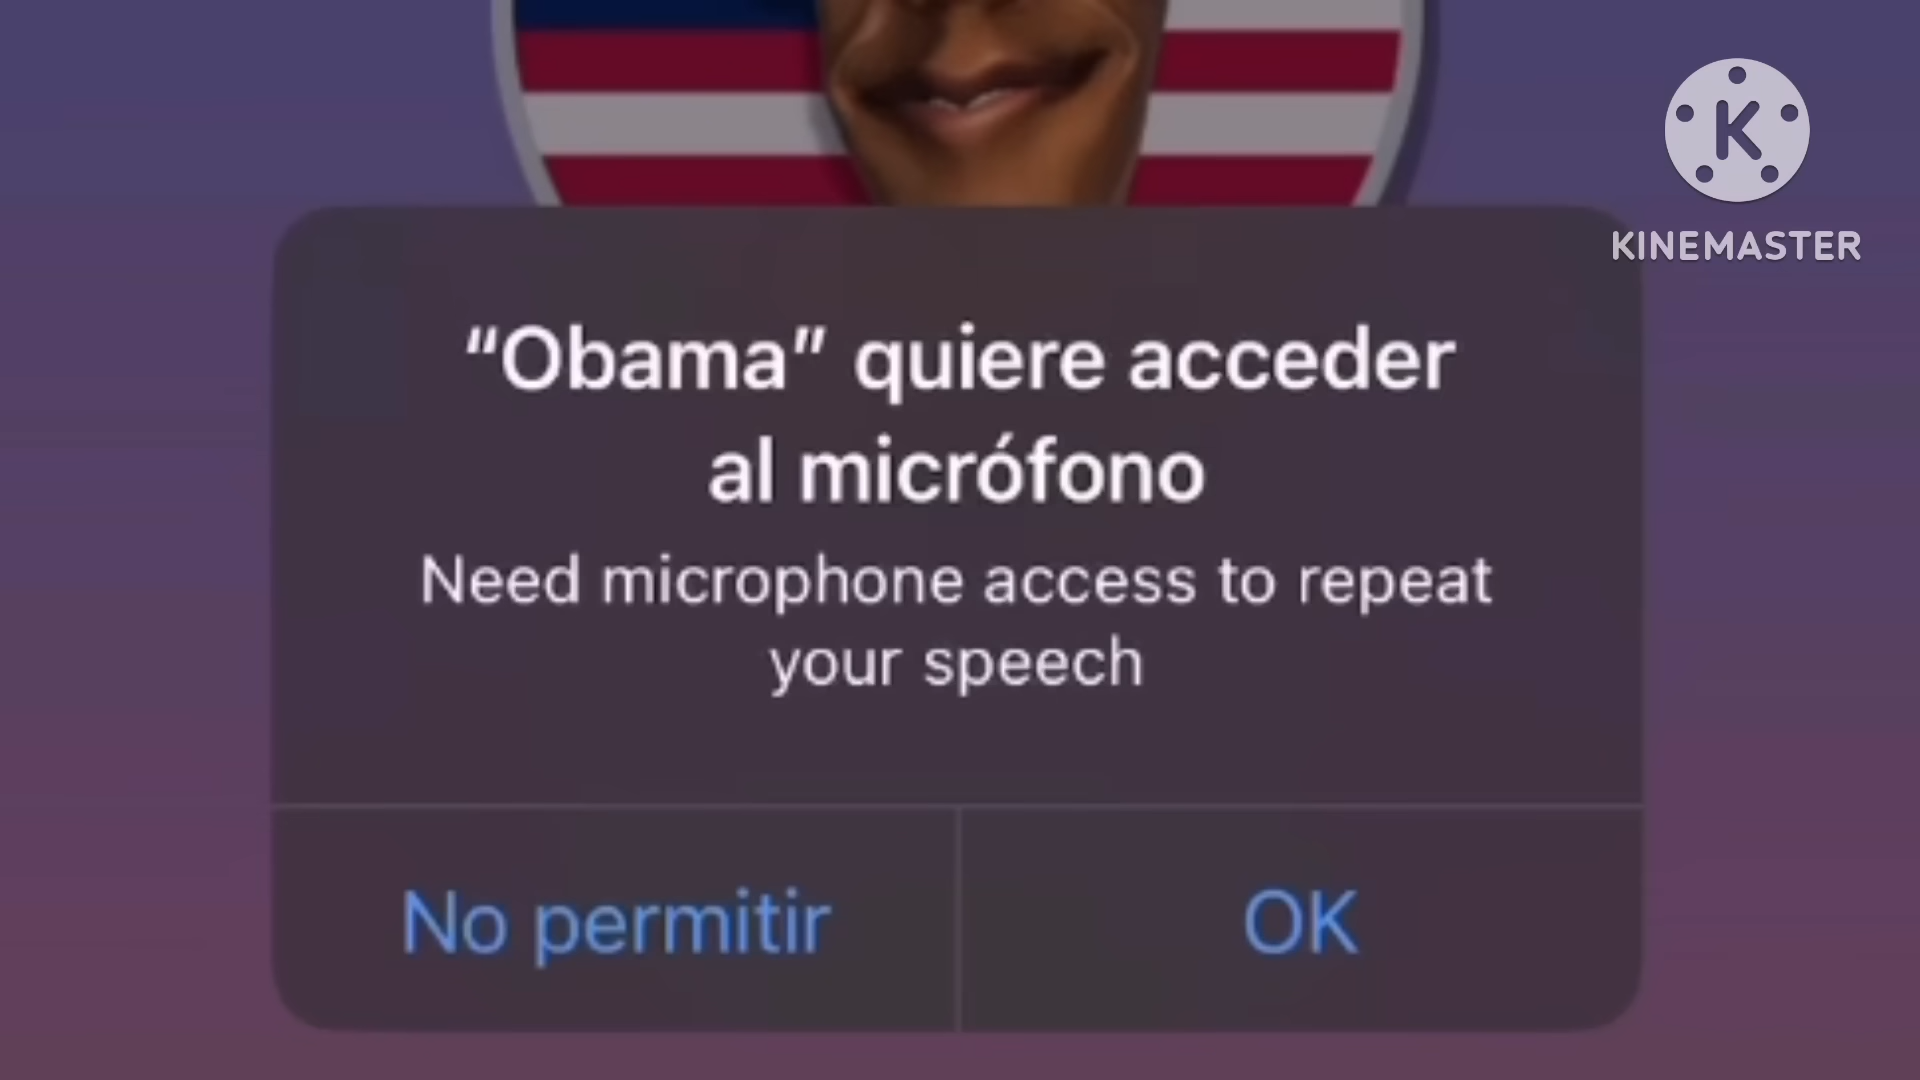 K
KINEMASTER
“Obama” quiere acceder
al micrófono
Need microphone access to repeat
your speech
No permitir
OK